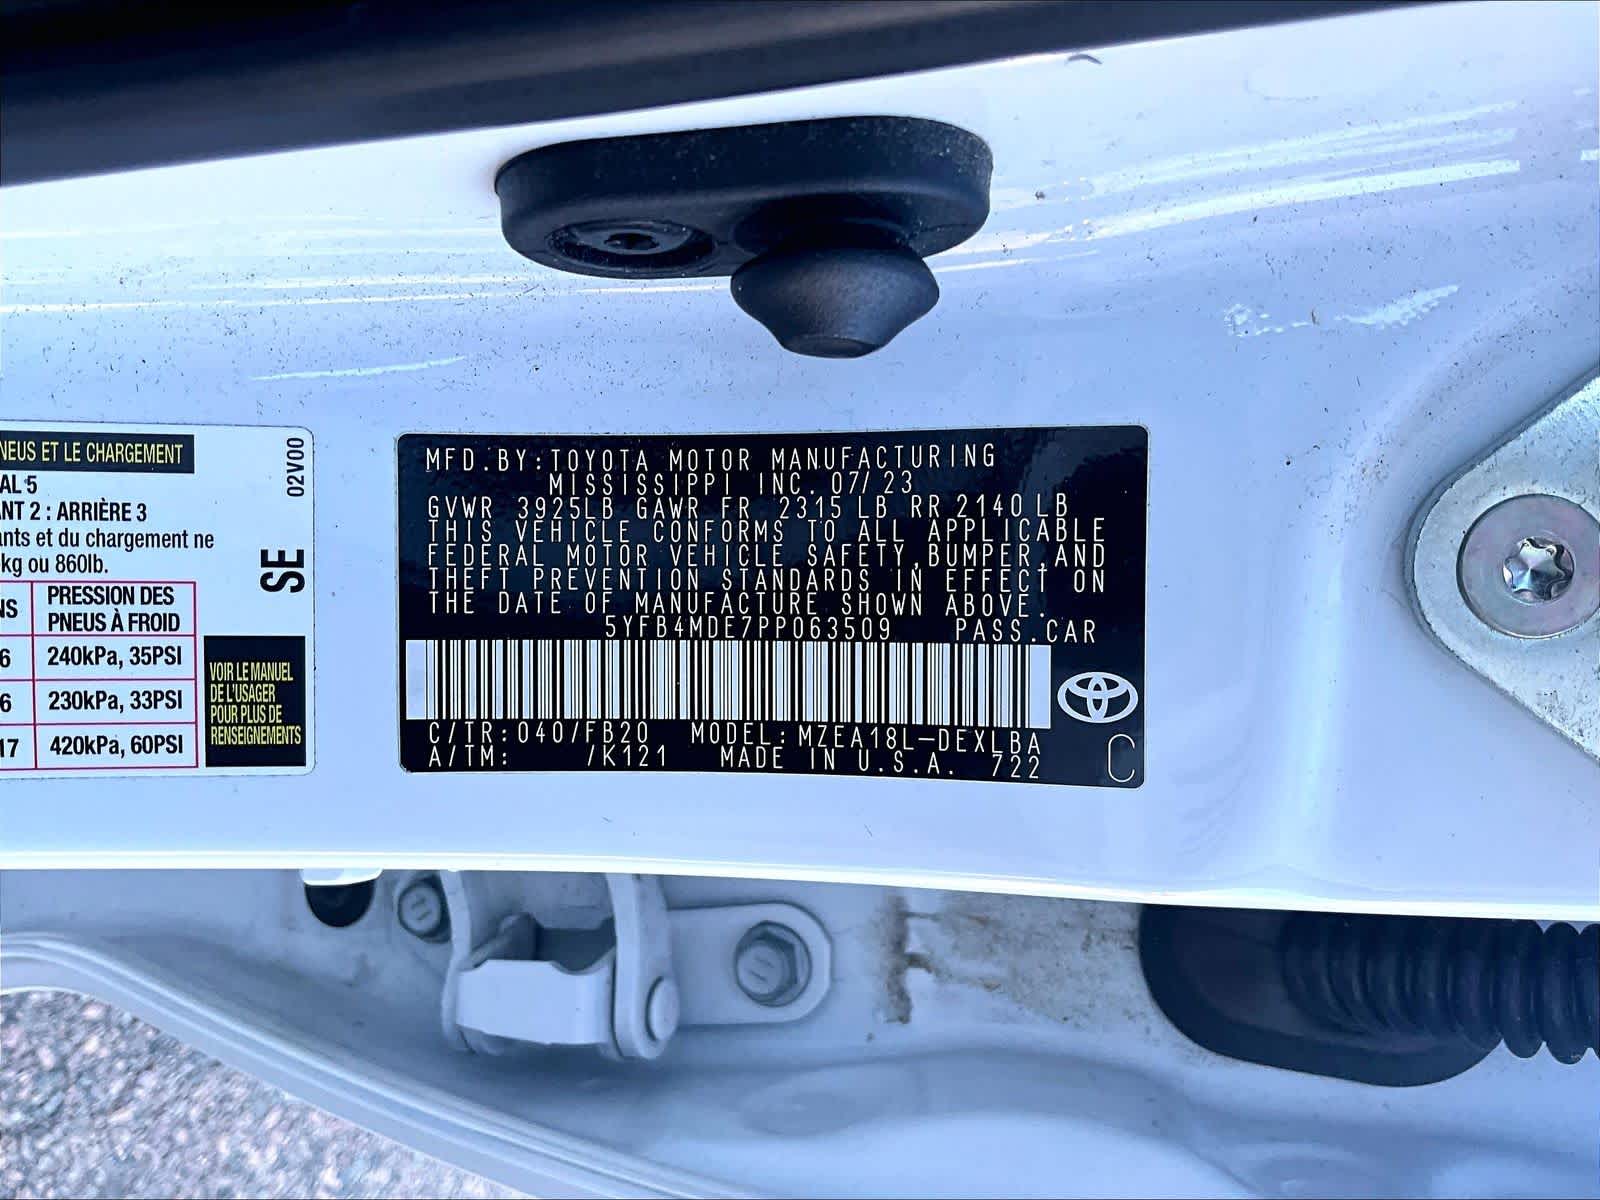 NEUS ET LE CHARGEMENT
02V00
AL 5
ANT 2 : ARRIÈRE 3
ants et du chargement ne
kg ou 860lb.
SE
NS PRESSION DES
PNEUS À FROID
6 240kPa, 35PSI
6 230kPa, 33PSI
17 420kPa, 60PSI
VOIR LE MANUEL
DE L'USAGER
POUR PLUS DE
RENSEIGNEMENTS
MFD.BY:TOYOTA MOTOR MANUFACTURING
MISSISSIPPI INC. 07/23
GVWR 3925LB GAWR FR 2315 LB RR 2140 LB
THIS VEHICLE CONFORMS TO ALL APPLICABLE
FEDERAL MOTOR VEHICLE SAFETY,BUMPER,AND
THEFT PREVENTION STANDARDS IN EFFECT ON
THE DATE OF MANUFACTURE SHOWN ABOVE.
5YFB4MDE7PP063509 PASS.CAR
C/TR:040/FB20 MODEL:MZEA18L-DEXLBA
A/TM: /K121 MADE IN U.S.A. 722
C